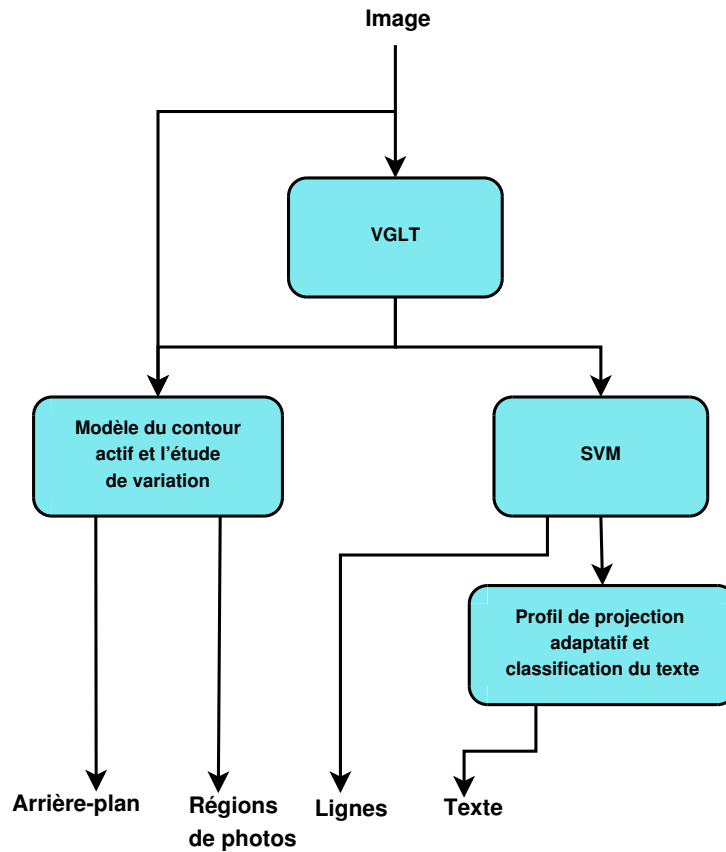 Image
VGLT
Modèle du contour
actif et l'étude
de variation
SVM
Profil de projection
adaptatif et
classification du texte
Arrière-plan
Régions
de photos
Lignes
Texte